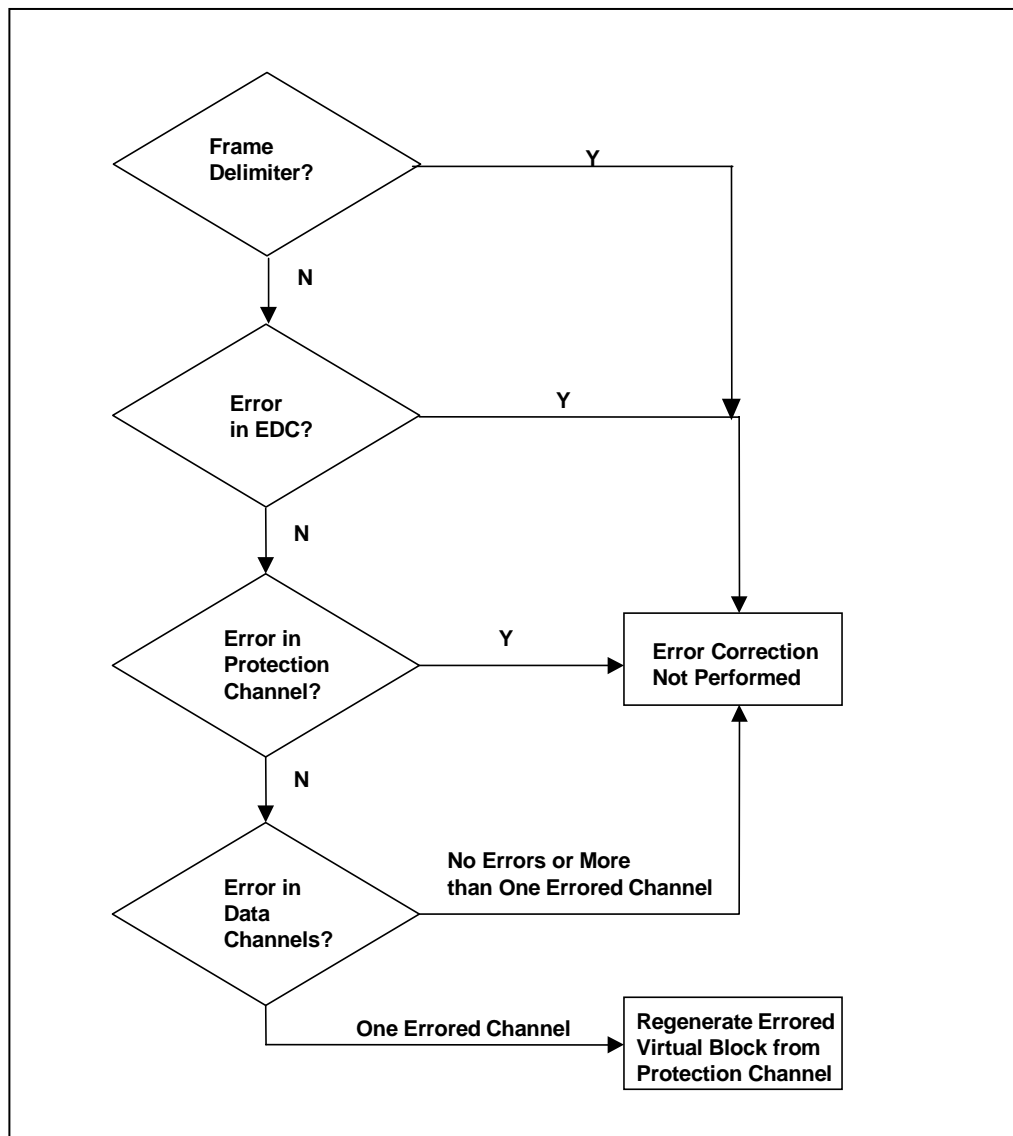 Frame
Delimiter?
Y
N
Error
in EDC?
Y
N
Error in
Protection
Channel?
Y
Error Correction
Not Performed
N
Error in
Data
Channels?
No Errors or More
than One Errored Channel
One Errored Channel
Regenerate Errored
Virtual Block from
Protection Channel